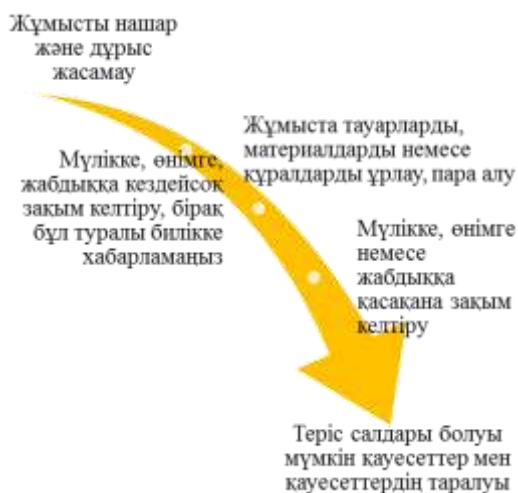 Жұмысты нашар
және дұрыс
жасамау
Мүлікке, өнімге,
жабдыққа кездейсоқ
зақым келтіру, бірақ
бұл туралы билікке
хабарламаңыз
Жұмыста тауарларды,
материалдарды немесе
құралдарды ұрлау, пара алу
Мүлікке, өнімге
немесе
жабдыққа
қасақана зақым
келтіру
Теріс салдары болуы
мүмкін қауесеттер мен
қауесеттердің таралуы